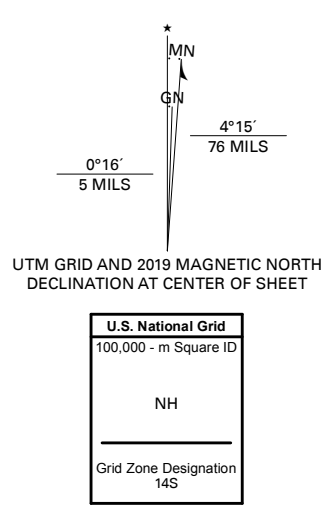 ★
MN
GN
4°15´
76 MILS
0°16´
5 MILS
UTM GRID AND 2019 MAGNETIC NORTH
DECLINATION AT CENTER OF SHEET
U.S. National Grid
100,000 - m Square ID
NH
Grid Zone Designation
14S